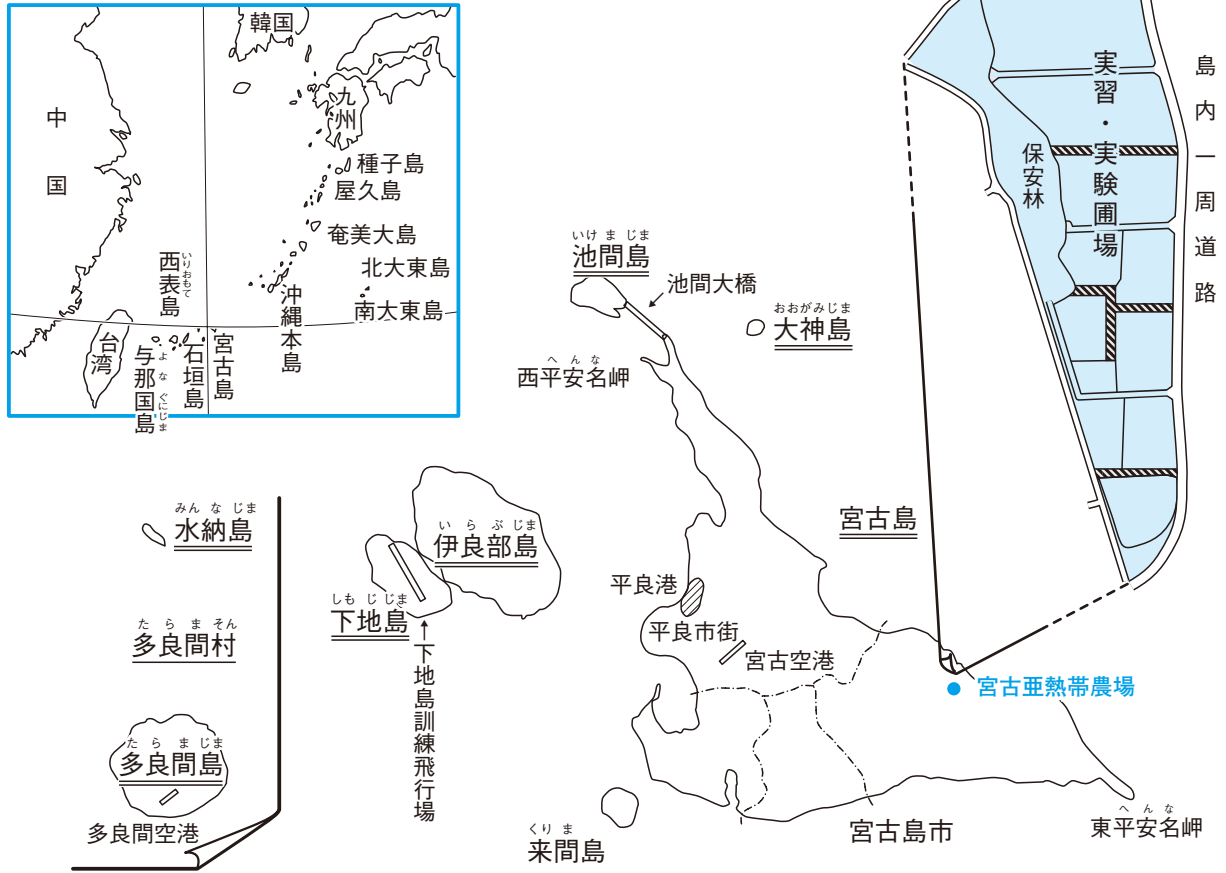 韓国
中国
九州
種子島
屋久島
奄美大島
北大東島
南大東島
沖縄本島
いりおもて
西表島
台湾
よなぐにじま
与那国島
石垣島
宮古島
実習・実験圃場
保安林
島内一周道路
いけまじま
池間島
池間大橋
おおがみじま
大神島
へんな
西平安名岬
みんなじま
水納島
いらぶじま
伊良部島
宮古島
しもじじま
下地島
下地島訓練飛行場
平良港
平良市街
宮古空港
宮古亜熱帯農場
たらまそん
多良間村
たらまじま
多良間島
多良間空港
くりま
来間島
宮古島市
へんな
東平安名岬